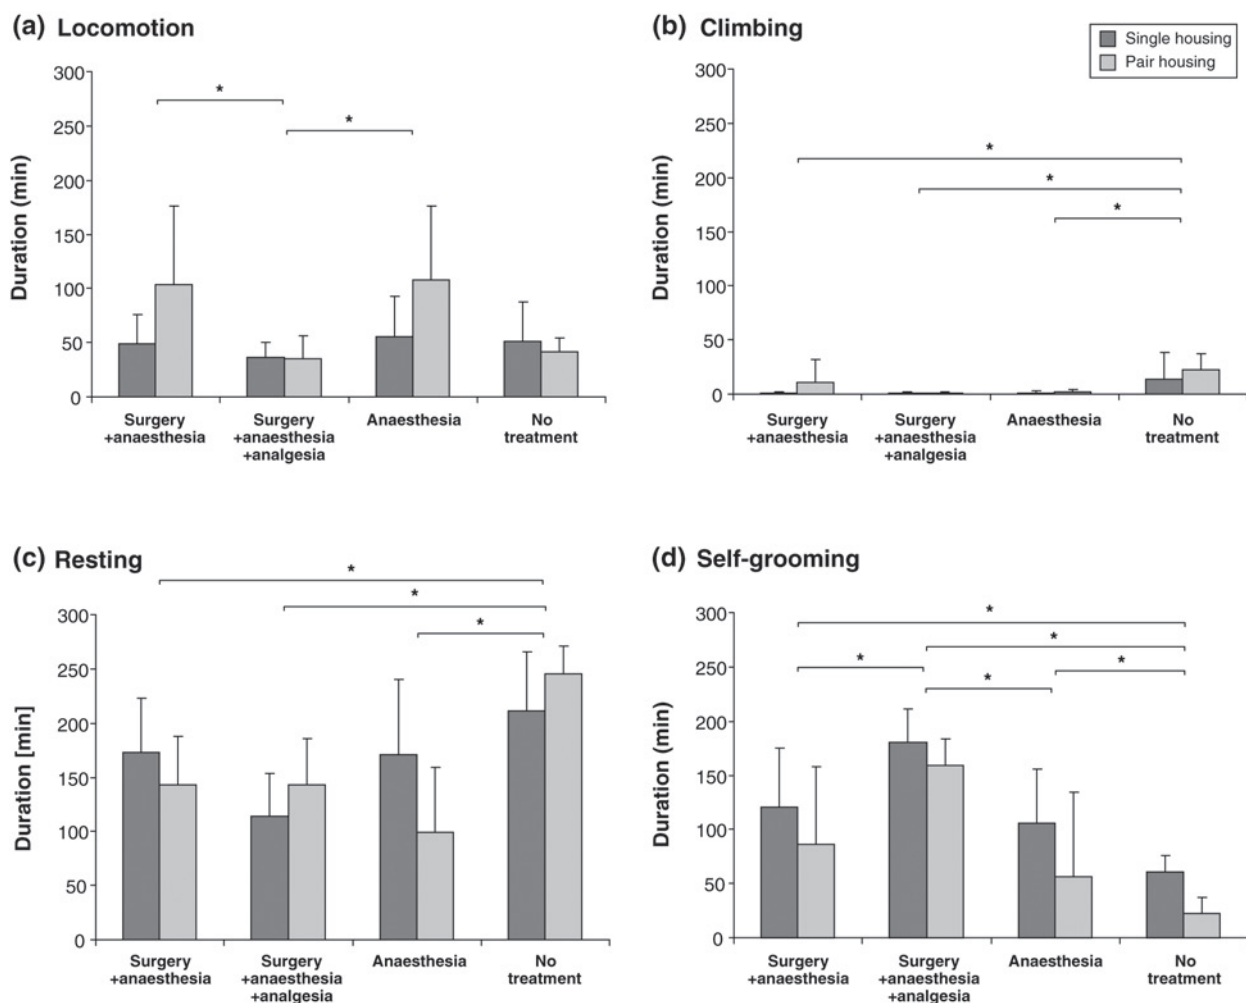 (a) Locomotion
300
250
200
150
100
50
0
Duration (min)
*
*
Surgery
+anaesthesia
Surgery
+anaesthesia
+analgesia
Anaesthesia
No
treatment
(b) Climbing
Single housing
Pair housing
300
250
200
150
100
50
0
Duration (min)
*
*
*
Surgery
+anaesthesia
Surgery
+anaesthesia
+analgesia
Anaesthesia
No
treatment
(c) Resting
300
250
200
150
100
50
0
Duration [min]
*
*
*
Surgery
+anaesthesia
Surgery
+anaesthesia
+analgesia
Anaesthesia
No
treatment
(d) Self-grooming
300
250
200
150
100
50
0
Duration (min)
*
*
*
*
*
Surgery
+anaesthesia
Surgery
+anaesthesia
+analgesia
Anaesthesia
No
treatment